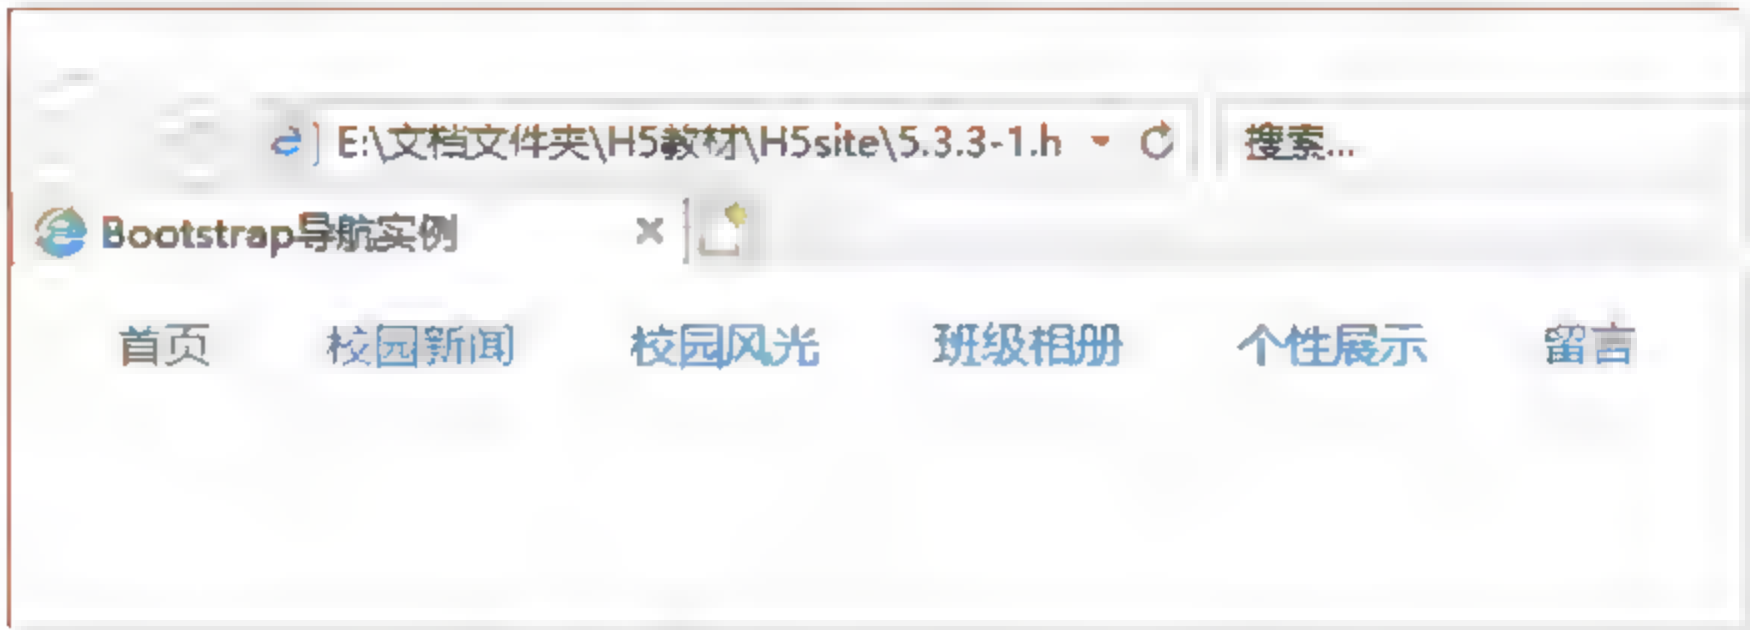 E:\文档文件夹\H5教材\H5site\5.3.3-1.h 搜索...
Bootstrap导航实例
首页 校园新闻 校园风光 班级相册 个性展示 留言